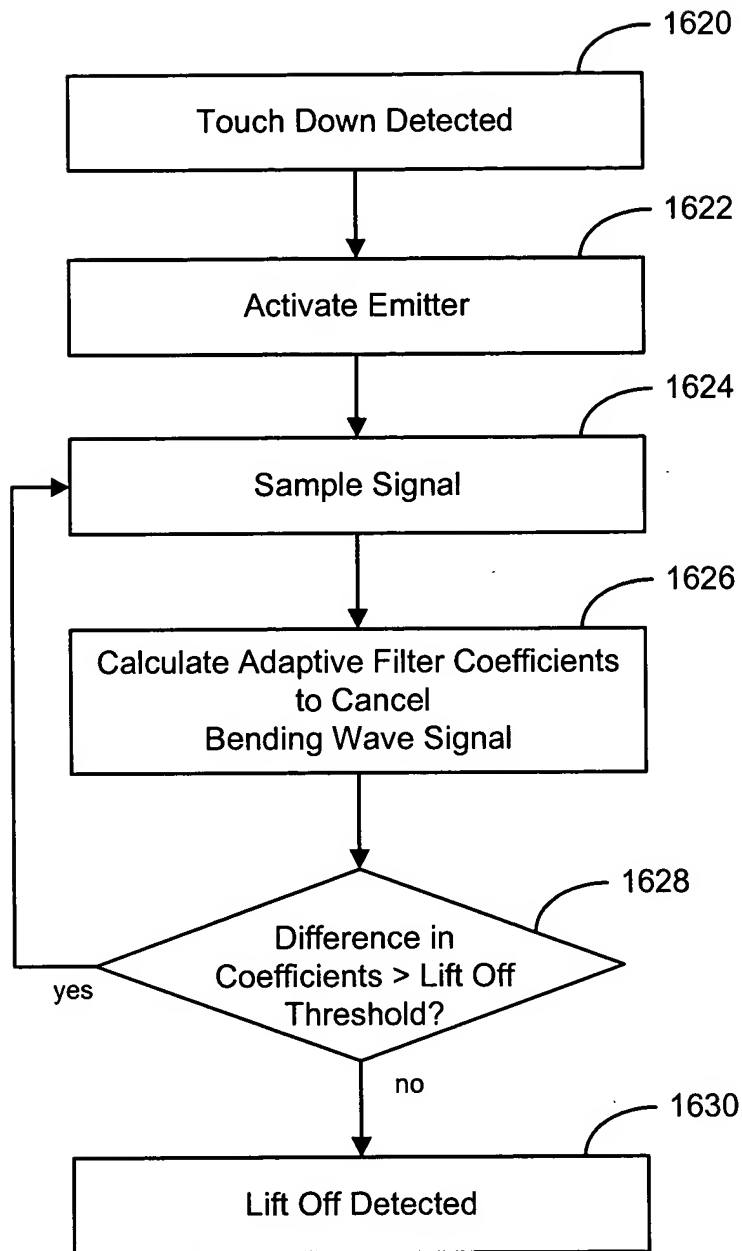 1620
Touch Down Detected
1622
Activate Emitter
1624
Sample Signal
1626
Calculate Adaptive Filter Coefficients
to Cancel
Bending Wave Signal
1628
Difference in
Coefficients > Lift Off
Threshold?
yes
no
1630
Lift Off Detected